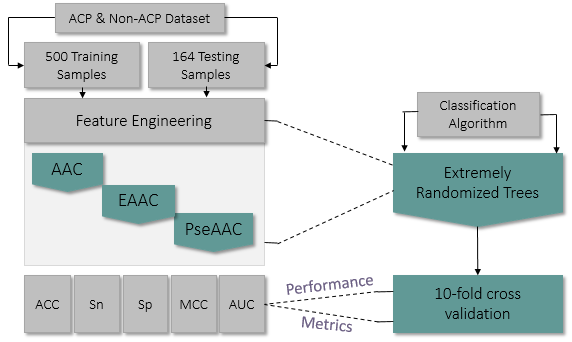 ACP & Non-ACP Dataset
500 Training
Samples
164 Testing
Samples
Feature Engineering
AAC
EAAC
PseAAC
Classification
Algorithm
Extremely
Randomized Trees
10-fold cross
validation
Performance
Metrics
ACC
Sn
Sp
MCC
AUC